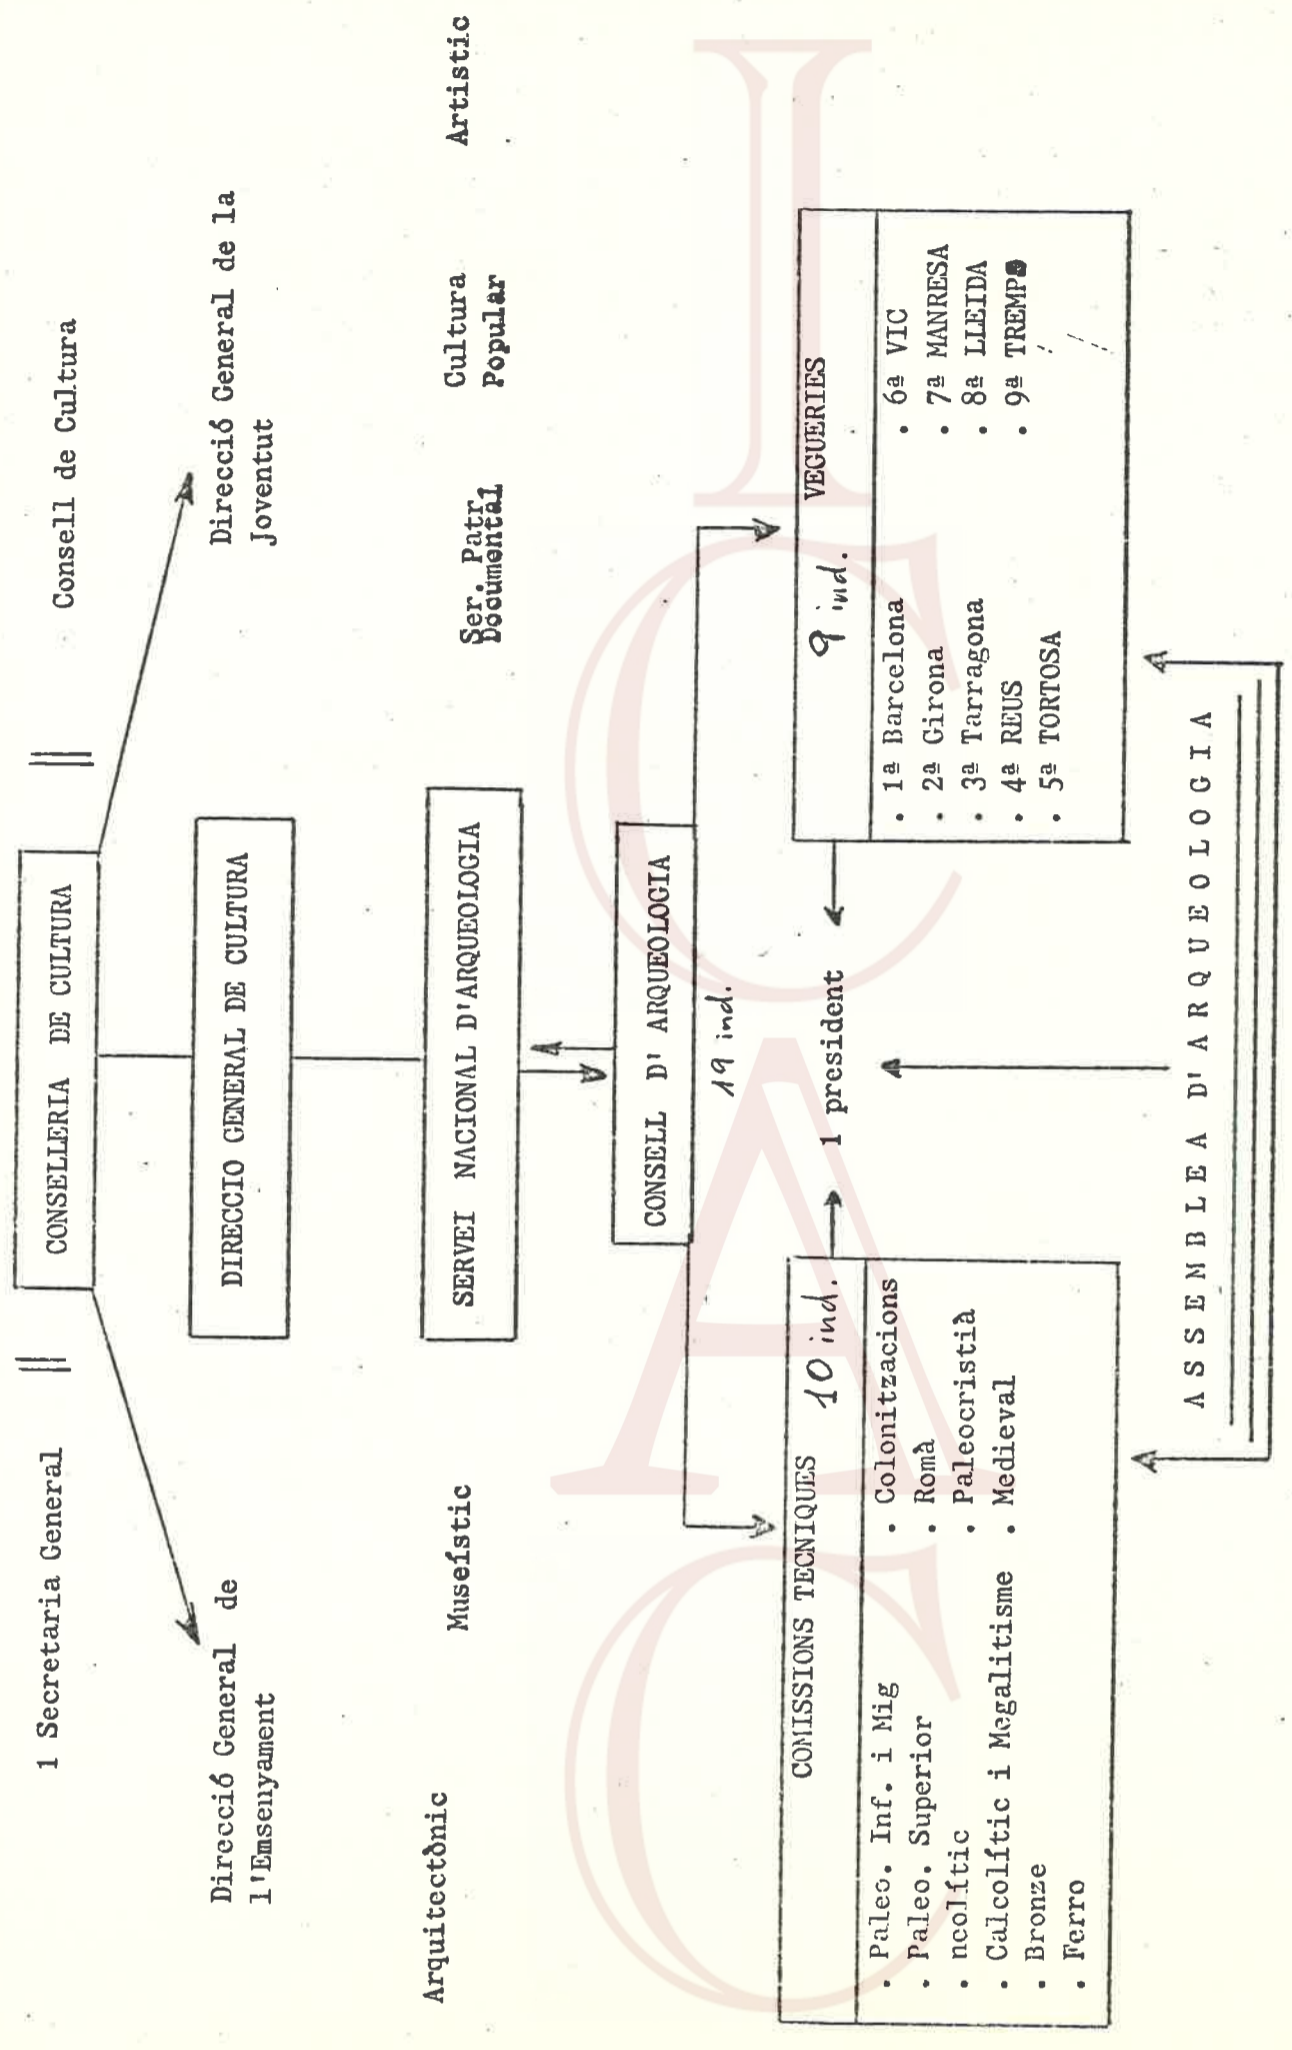 1 Secretaria General
CONSELLERIA DE CULTURA
Consell de Cultura
Direcció General de
l'Emsenyament
DIRECCIO GENERAL DE CULTURA
Direcció General de la
Joventut
Arquitectònic
Museístic
SERVEI NACIONAL D'ARQUEOLOGIA
Ser. Patr.
Documental
Cultura
Popular
Artistic
CONSELL D' ARQUEOLOGIA
19 ind.
COMISSIONS TECNIQUES 10 ind.
• Paleo. Inf. i Mig
• Paleo. Superior
• neolític
• Calcolític i Megalitisme
• Bronze
• Ferro
• Colonitzacions
• Romà
• Paleocristià
• Medieval
1 president
9 ind. VEGUERIES
• 1ª Barcelona
• 2ª Girona
• 3ª Tarragona
• 4ª REUS
• 5ª TORTOSA
• 6ª VIC
• 7ª MANRESA
• 8ª LLEIDA
• 9ª TREMP
ASSEMBLEA D'ARQUEOLOGIA
ICAC